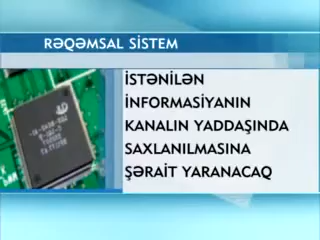 RƏQƏMSAL SİSTEM
İSTƏNİLƏN
İNFORMASİYANIN
KANALIN YADDAŞINDA
SAXLANILMASINA
ŞƏRAİT YARANACAQ